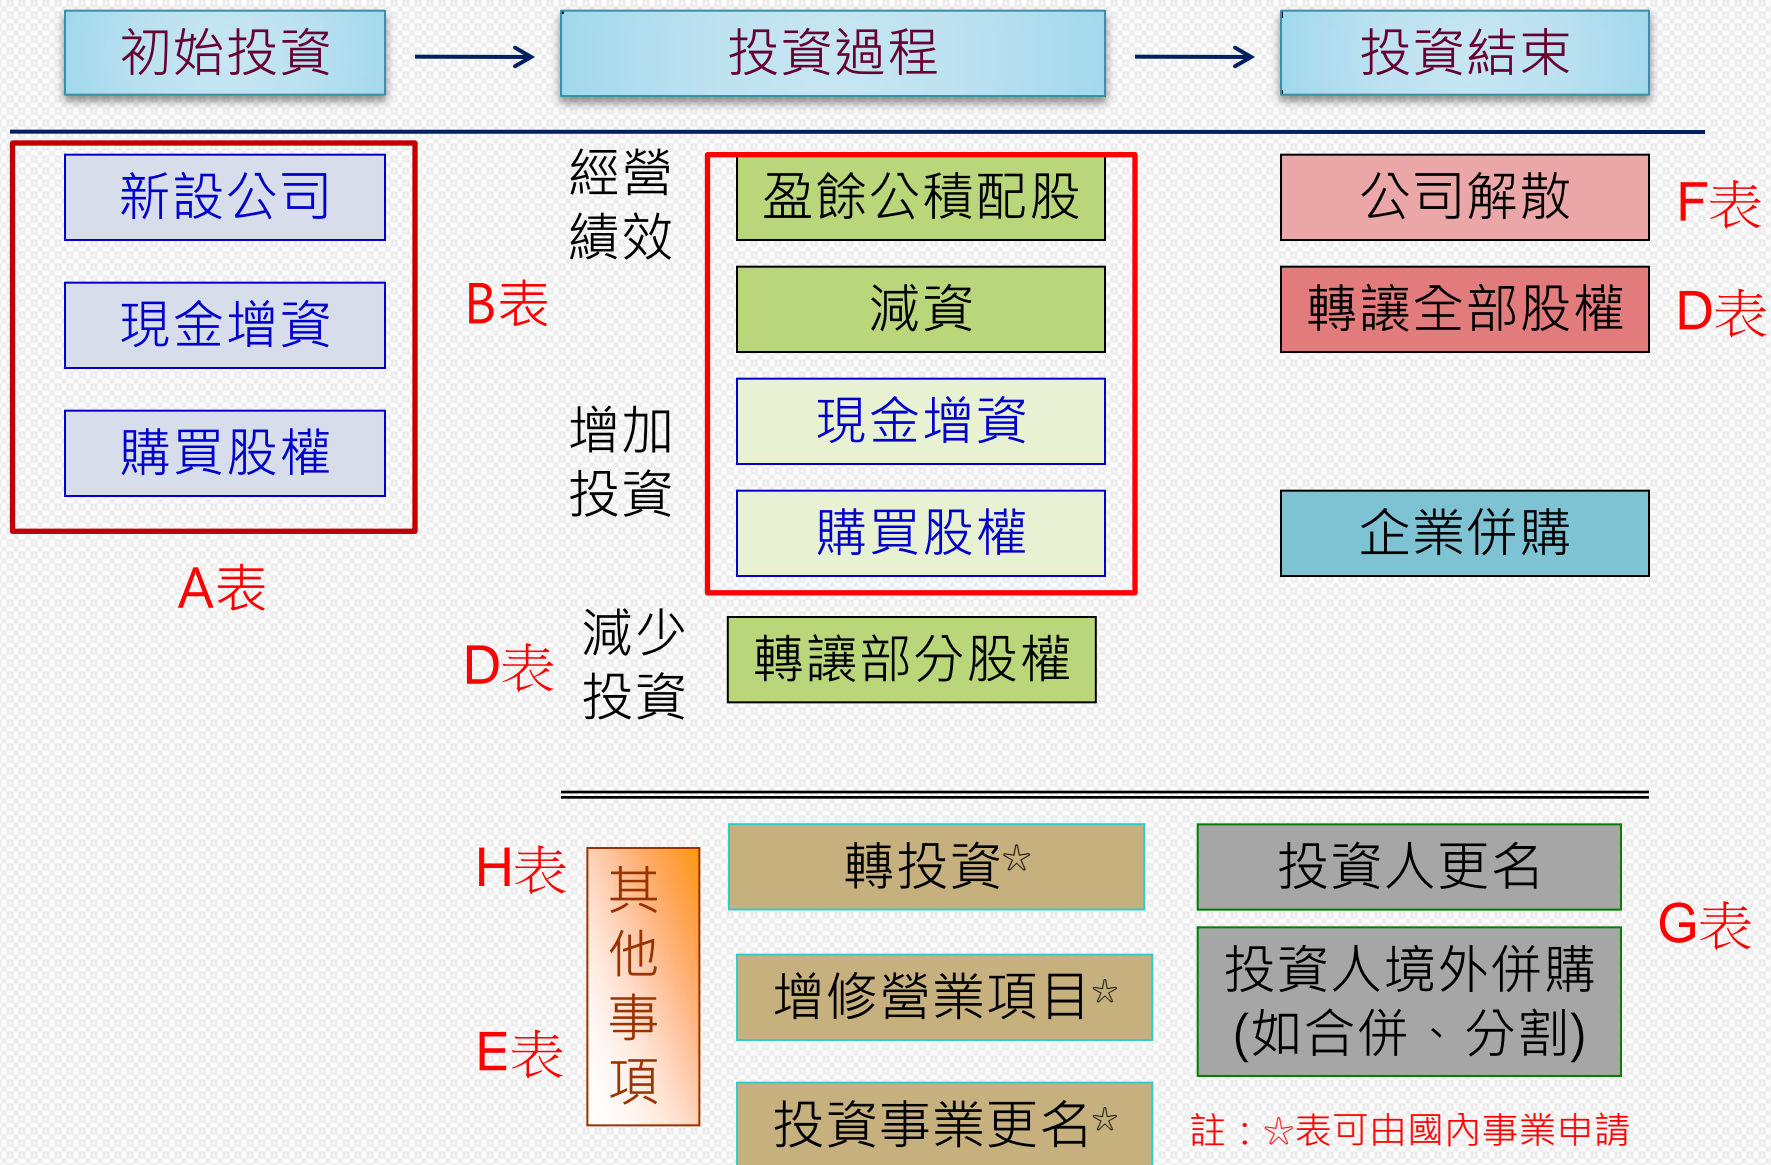 初始投資
投資過程
投資結束
新設公司
現金增資
購買股權
A表
經營
績效
B表
增加
投資
盈餘公積配股
減資
現金增資
購買股權
D表
減少
投資
轉讓部分股權
公司解散
F表
轉讓全部股權
D表
企業併購
H表
E表
其
他
事
項
轉投資☆
增修營業項目☆
投資事業更名☆
投資人更名
投資人境外併購
(如合併、分割)
G表
註：☆表可由國內事業申請